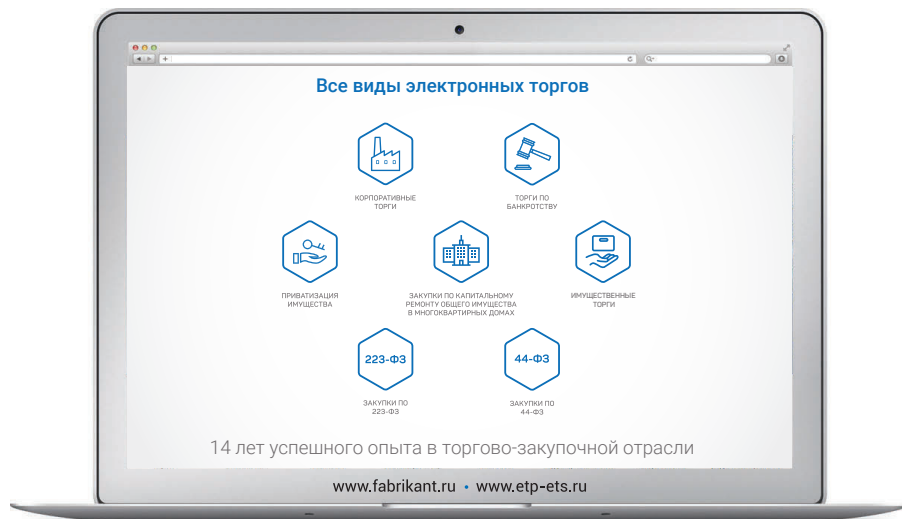 Все виды электронных торгов
КОРПОРАТИВНЫЕ
ТОРГИ
ТОРГИ ПО
БАНКРОТСТВУ
ПРИВАТИЗАЦИЯ
ИМУЩЕСТВА
ЗАКУПКИ ПО КАПИТАЛЬНОМУ
РЕМОНТУ ОБЩЕГО ИМУЩЕСТВА
В МНОГОКВАРТИРНЫХ ДОМАХ
ИМУЩЕСТВЕННЫЕ
ТОРГИ
223-ФЗ
ЗАКУПКИ ПО
223-ФЗ
44-ФЗ
ЗАКУПКИ ПО
44-ФЗ
14 лет успешного опыта в торгово-закупочной отрасли
www.fabrikant.ru • www.etp-ets.ru